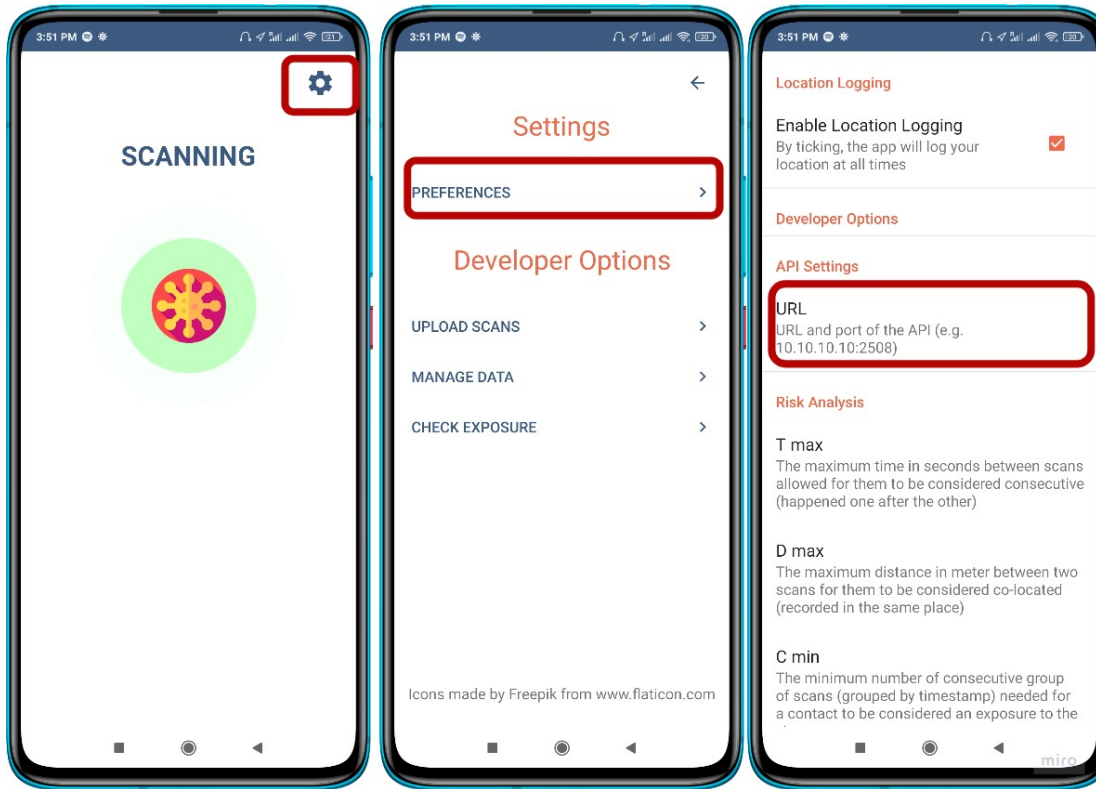 3:51 PM
21
SCANNING
3:51 PM
20
Settings
PREFERENCES
Developer Options
UPLOAD SCANS
MANAGE DATA
CHECK EXPOSURE
Icons made by Freepik from www.flaticon.com
3:51 PM
20
Location Logging
Enable Location Logging
By ticking, the app will log your
location at all times
Developer Options
API Settings
URL
URL and port of the API (e.g.
10.10.10.10:2508)
Risk Analysis
T max
The maximum time in seconds between scans
allowed for them to be considered consecutive
(happened one after the other)
D max
The maximum distance in meter between two
scans for them to be considered co-located
(recorded in the same place)
C min
The minimum number of consecutive group
of scans (grouped by timestamp) needed for
a contact to be considered an exposure to the
miro